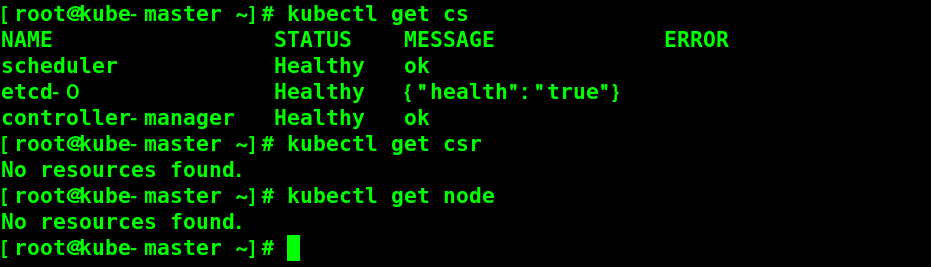 [root@kube-master ~]# kubectl get cs
NAME                 STATUS    MESSAGE             ERROR
scheduler            Healthy   ok
etcd-0               Healthy   {"health":"true"}
controller-manager   Healthy   ok
[root@kube-master ~]# kubectl get csr
No resources found.
[root@kube-master ~]# kubectl get node
No resources found.
[root@kube-master ~]#